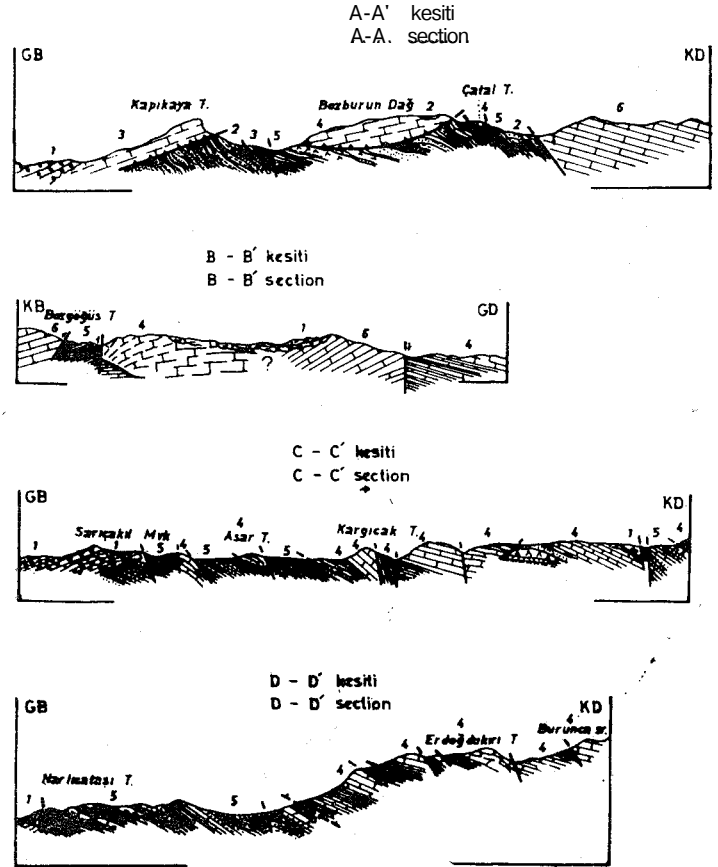 A-A' kesiti
A-A. section
GB KD
Kapıkaya T. Bezburun Dağ Çatal T.
1 3 2 3 5 4 2 4 5 2 6
B - B' kesiti
B - B' section
KB GD
Bozgöğüs T
6 5 4 1 6 4
?
C - C' kesiti
C - C' section
GB KD
Sarıçakıl Mvk Asar T. Kargıcak T.
1 1 5 4 5 4 5 4 4 4 4 4 1 5 4
D - D' kesiti
D - D' section
GB KD
Narlıkatası T. Erdoğdukırı T Burunca sr.
1 5 5 4 4 4 4 4